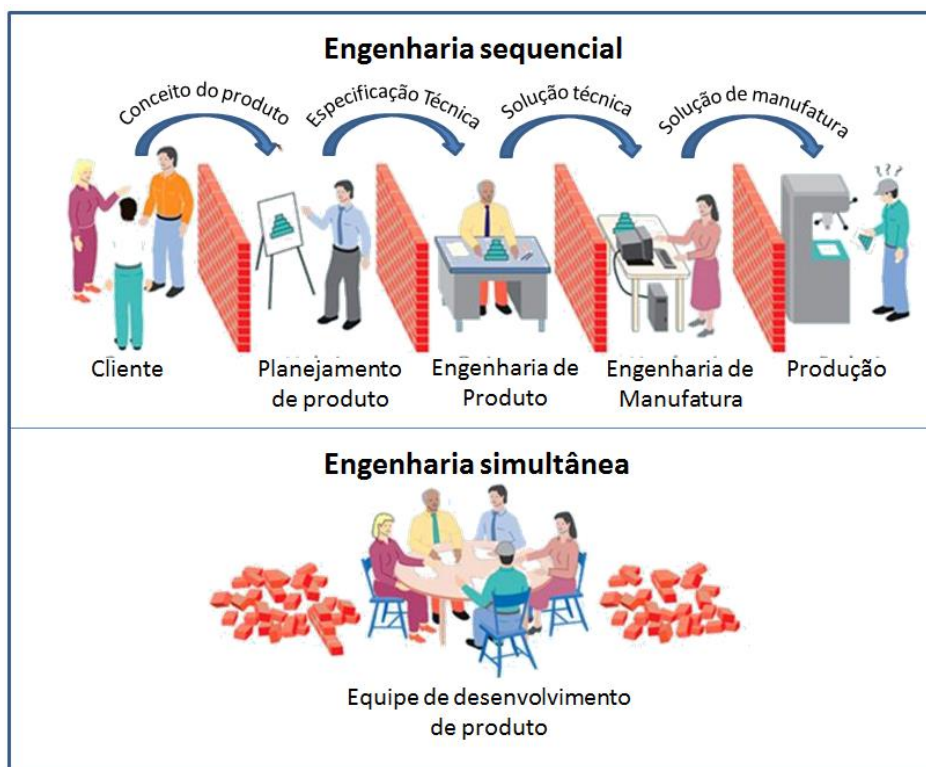 Engenharia sequencial
Conceito do produto
Especificação Técnica
Solução técnica
Solução de manufatura
???
Cliente
Planejamento
de produto
Engenharia de
Produto
Engenharia de
Manufatura
Produção
Engenharia simultânea
Equipe de desenvolvimento
de produto